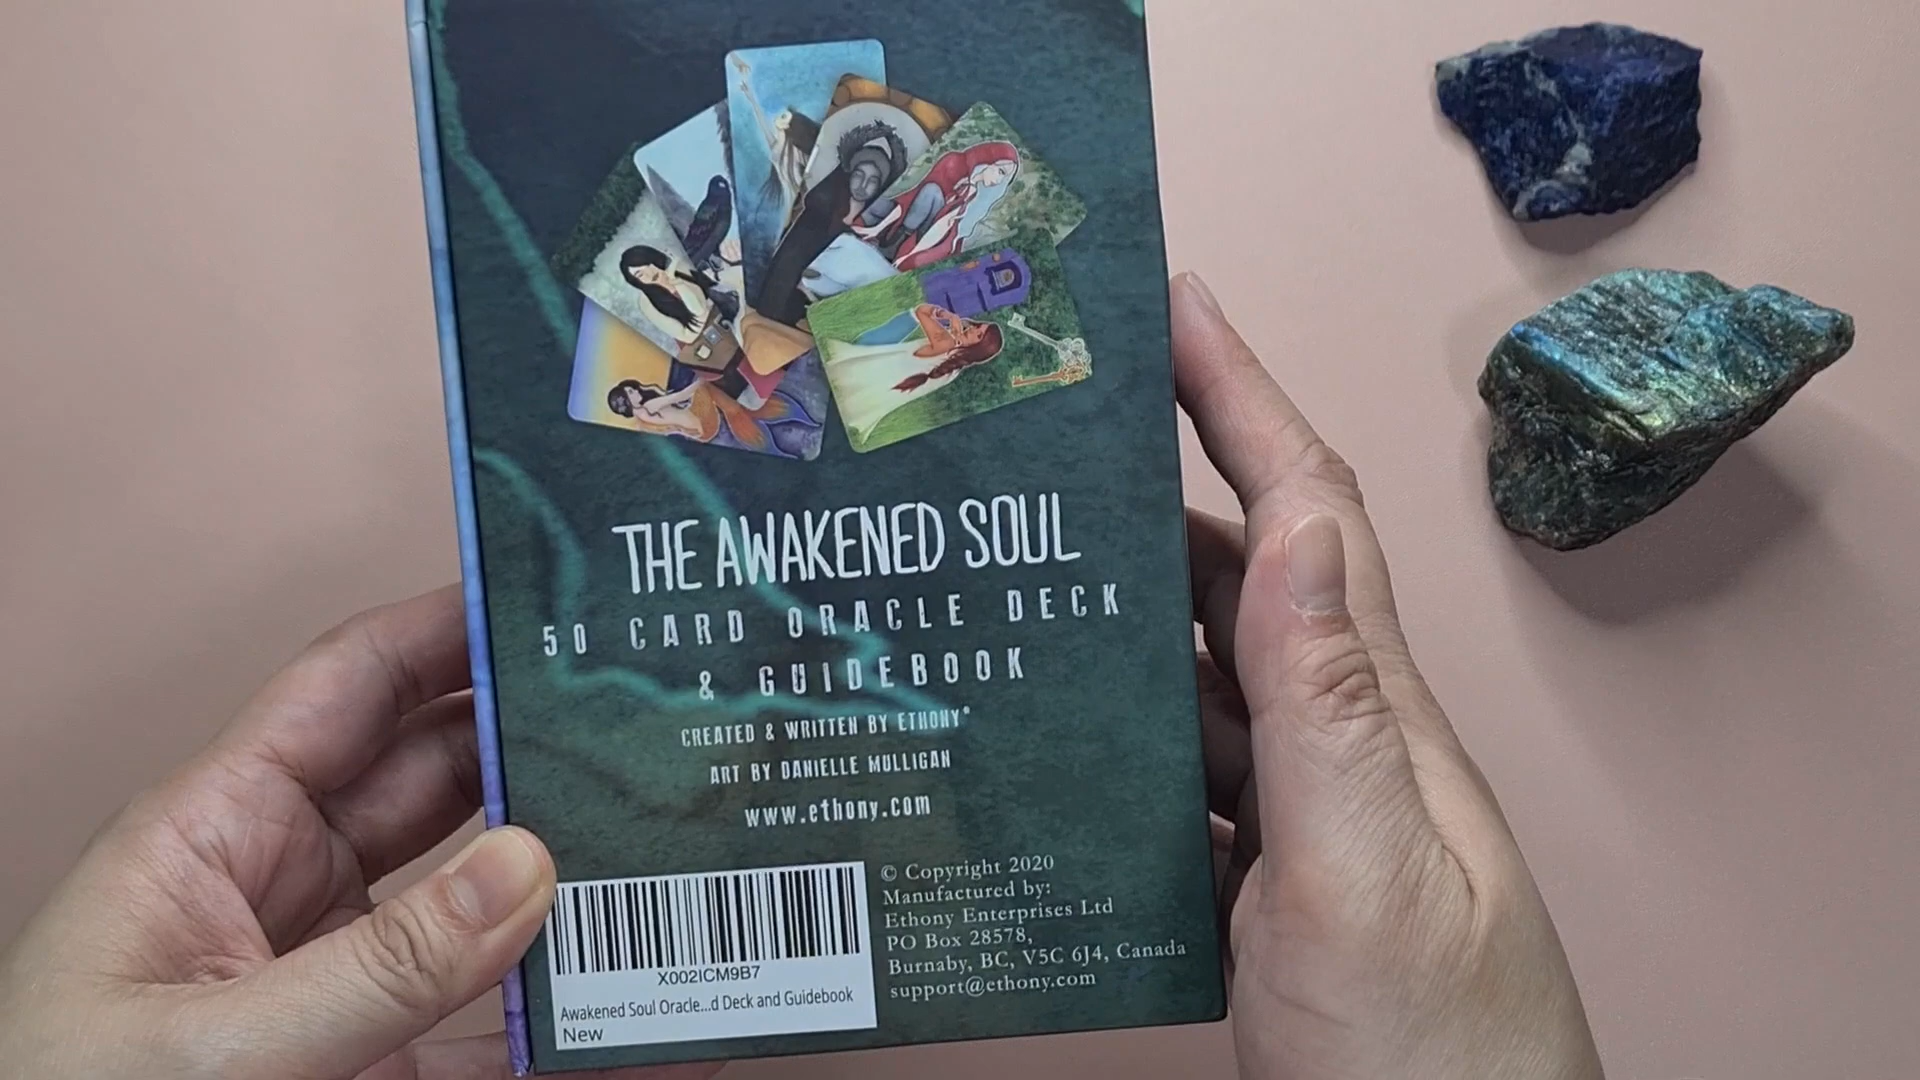 THE AWAKENED SOUL
50 CARD ORACLE DECK
& GUIDEBOOK
CREATED & WRITTEN BY ETHONY®
ART BY DANIELLE MULLIGAN
www.ethony.com
X002ICM9B7
Awakened Soul Oracle...d Deck and Guidebook
New
© Copyright 2020
Manufactured by:
Ethony Enterprises Ltd
PO Box 28578,
Burnaby, BC, V5C 6J4, Canada
support@ethony.com